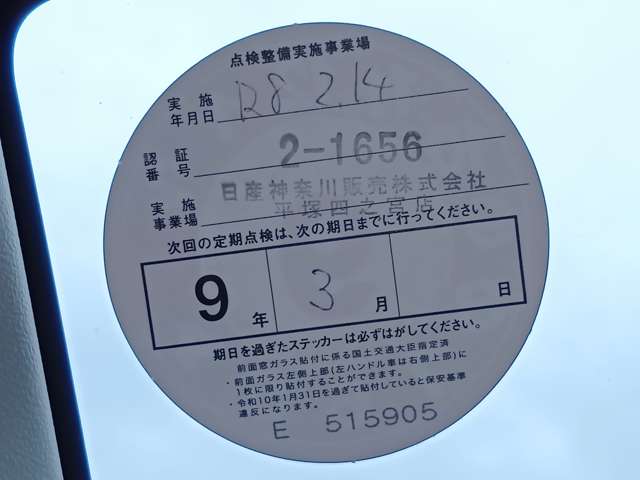 点検整備実施事業場
実施
年月日
R8 2.14
認証
番号
2-1656
実施
事業場
日産神奈川販売株式会社
平塚四之宮店
次回の定期点検は、次の期日までに行ってください。
9年 3月 日
期日を過ぎたステッカーは必ずはがしてください。
前面窓ガラス貼付に係る国土交通大臣指定済
・前面ガラス左側上部(左ハンドル車は右側上部)に
1枚に限り貼付することができます。
・令和10年1月31日を過ぎて貼付していると保安基準
違反になります。
E 515905